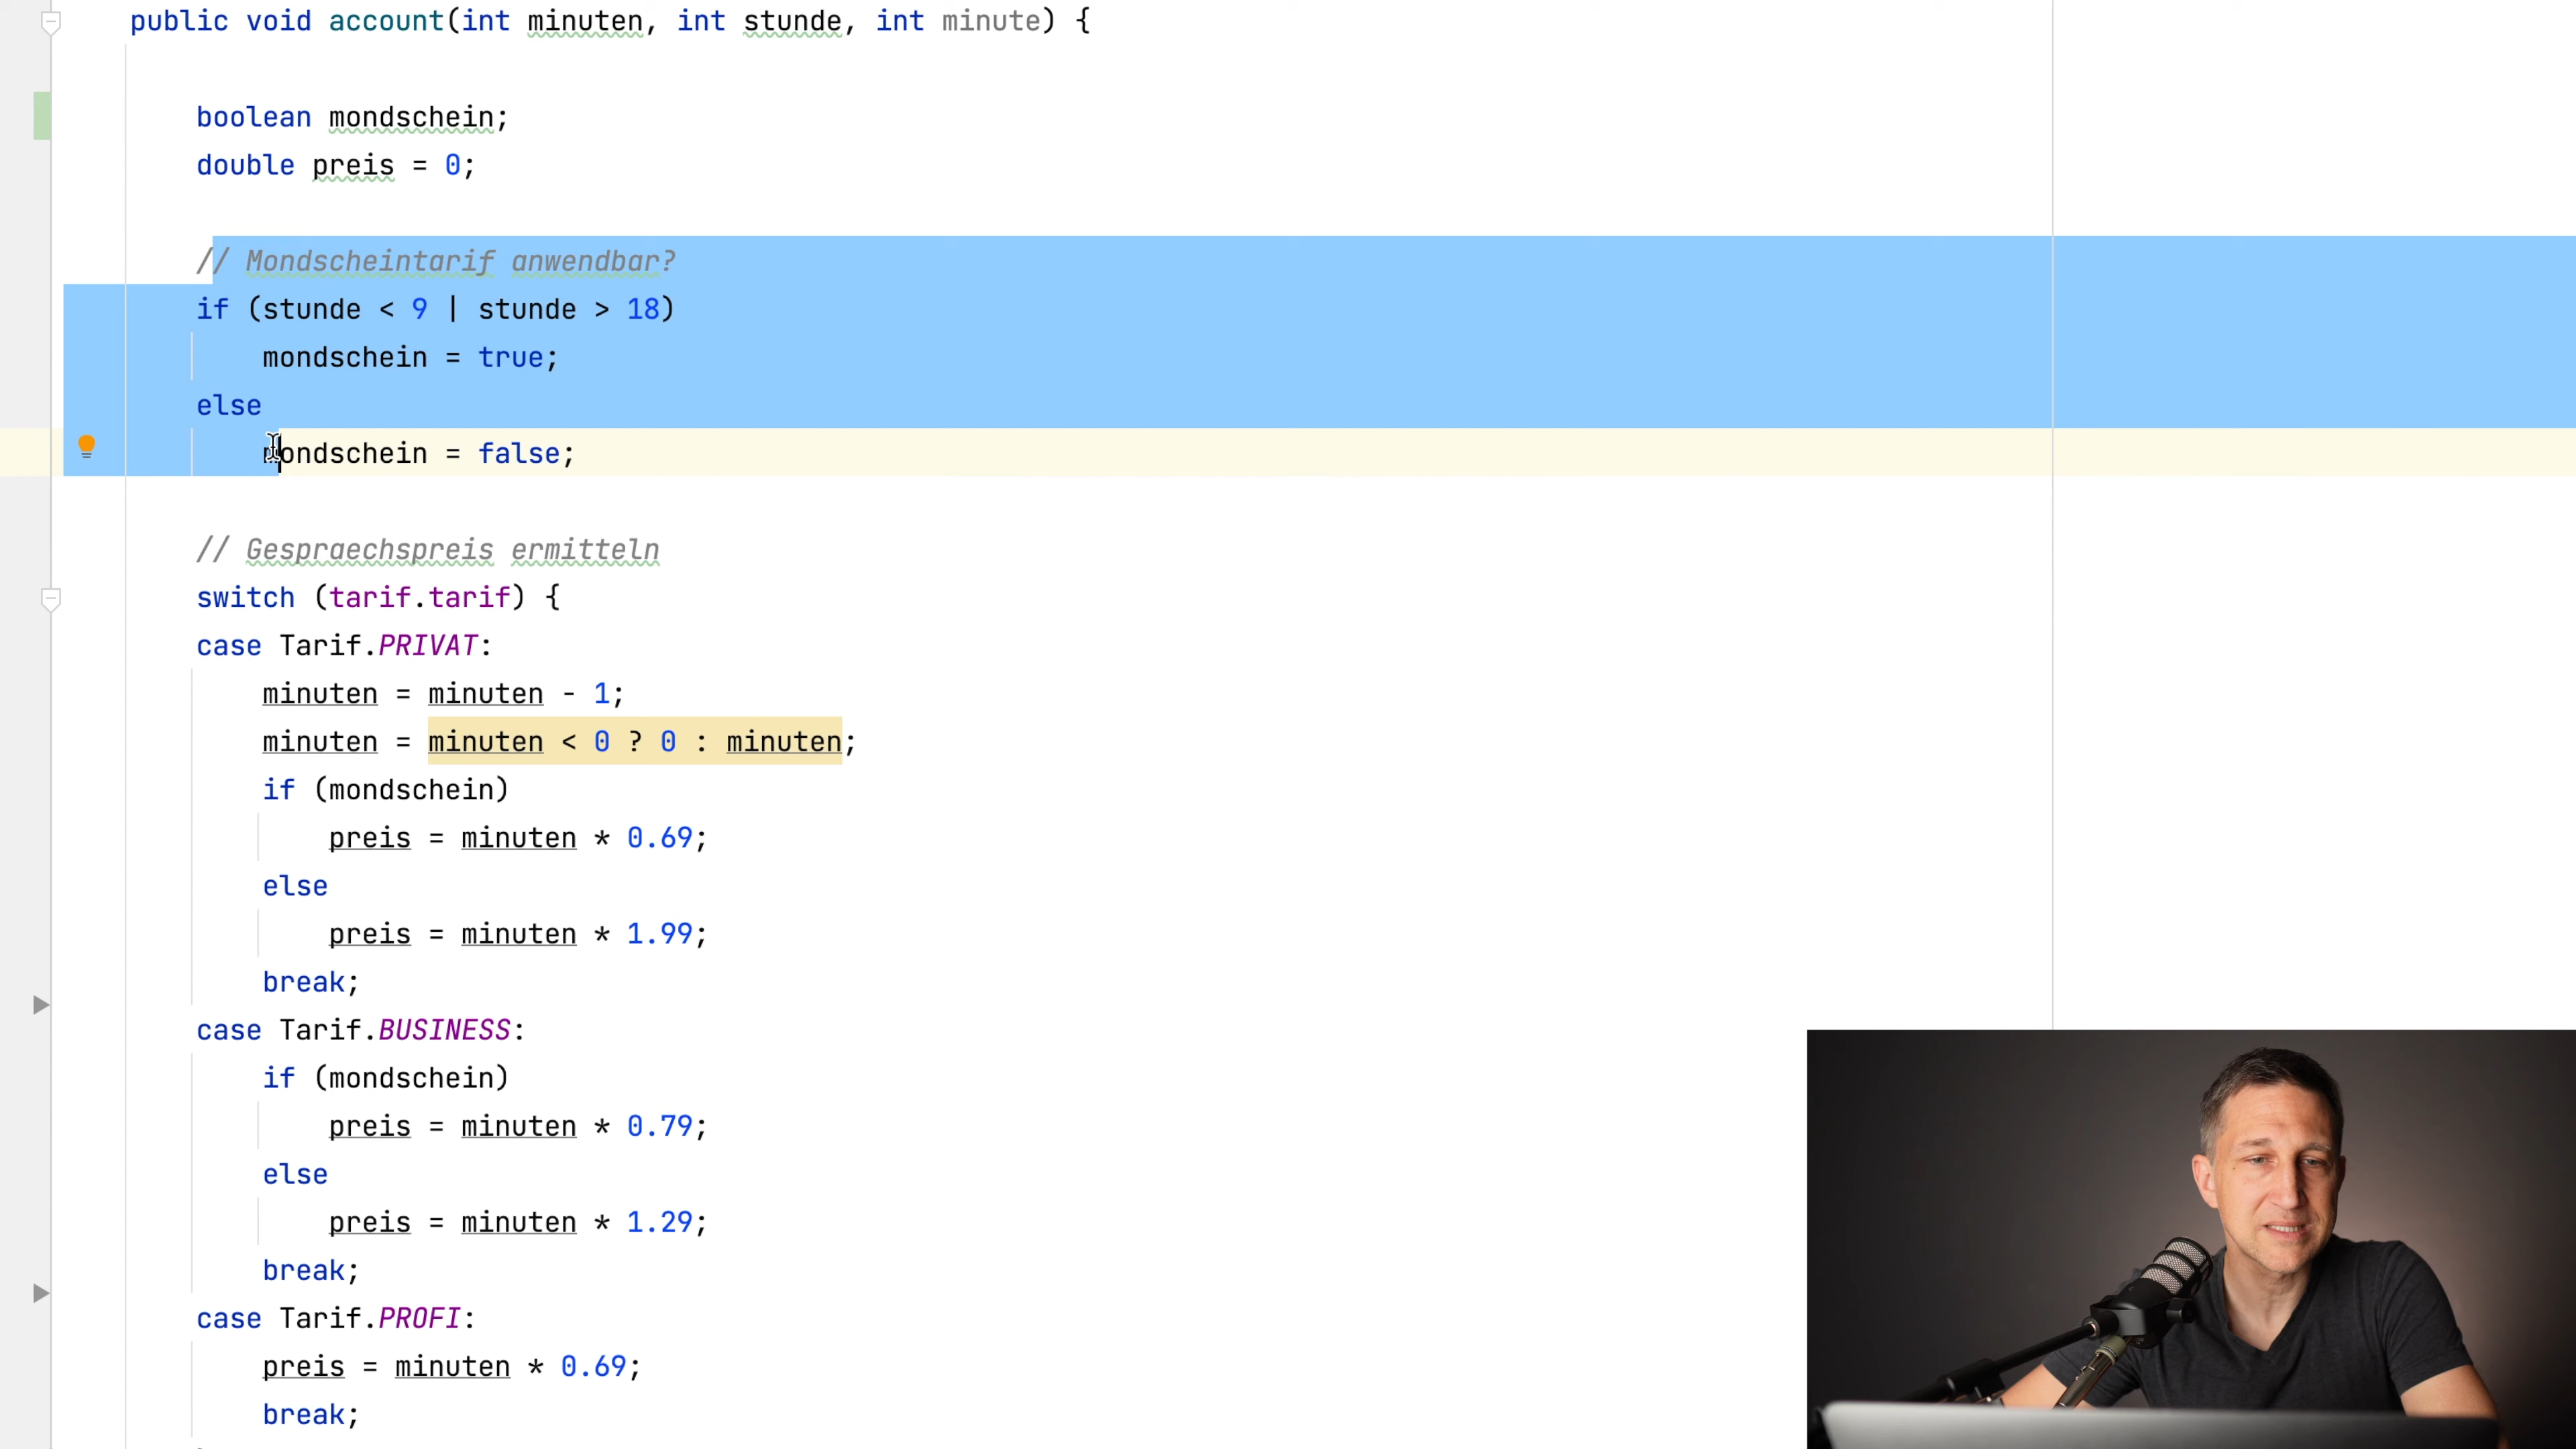 public void account(int minuten, int stunde, int minute) {
boolean mondschein;
double preis = 0;
// Mondscheintarif anwendbar?
if (stunde < 9 | stunde > 18)
mondschein = true;
else
mondschein = false;
// Gespraechspreis ermitteln
switch (tarif.tarif) {
case Tarif.PRIVAT:
minuten = minuten - 1;
minuten = minuten < 0 ? 0 : minuten;
if (mondschein)
preis = minuten * 0.69;
else
preis = minuten * 1.99;
break;
case Tarif.BUSINESS:
if (mondschein)
preis = minuten * 0.79;
else
preis = minuten * 1.29;
break;
case Tarif.PROFI:
preis = minuten * 0.69;
break;